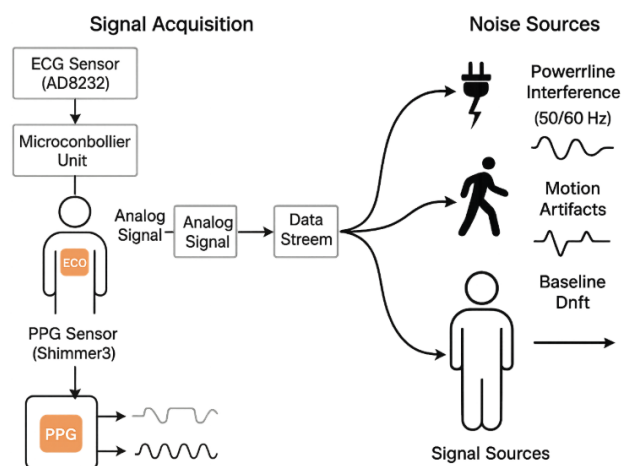 Signal Acquisition
Noise Sources
ECG Sensor
(AD8232)
Microconbollier
Unit
ECO
PPG Sensor
(Shimmer3)
PPG
Analog
Signal
Analog
Signal
Data
Streem
Powerrline
Interference
(50/60 Hz)
Motion
Artifacts
Baseline
Dnft
Signal Sources